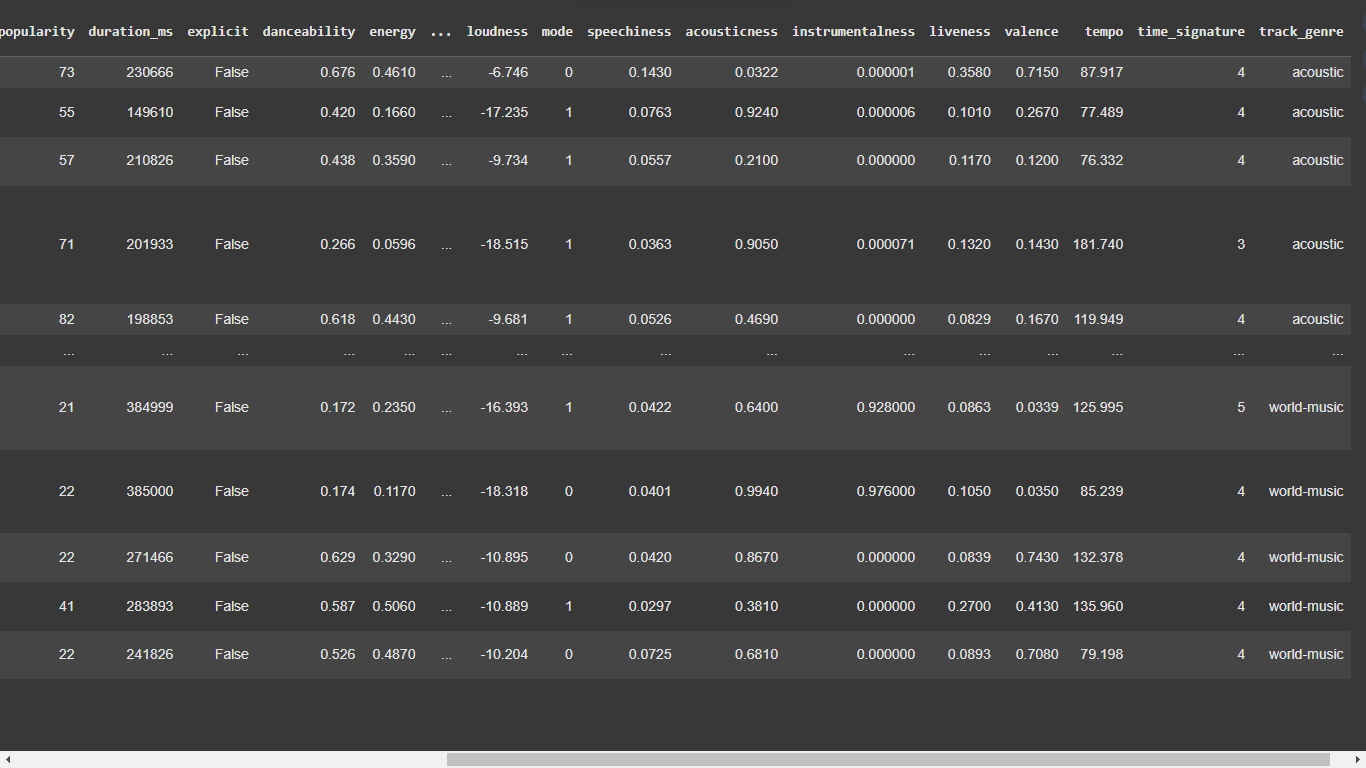 popularity duration_ms explicit danceability energy ... loudness mode speechiness acousticness instrumentalness liveness valence tempo time_signature track_genre
73 230666 False 0.676 0.4610 ... -6.746 0 0.1430 0.0322 0.000001 0.3580 0.7150 87.917 4 acoustic
55 149610 False 0.420 0.1660 ... -17.235 1 0.0763 0.9240 0.000006 0.1010 0.2670 77.489 4 acoustic
57 210826 False 0.438 0.3590 ... -9.734 1 0.0557 0.2100 0.000000 0.1170 0.1200 76.332 4 acoustic
71 201933 False 0.266 0.0596 ... -18.515 1 0.0363 0.9050 0.000071 0.1320 0.1430 181.740 3 acoustic
82 198853 False 0.618 0.4430 ... -9.681 1 0.0526 0.4690 0.000000 0.0829 0.1670 119.949 4 acoustic
... ... ... ... ... ... ... ... ... ... ... ... ... ... ... ...
21 384999 False 0.172 0.2350 ... -16.393 1 0.0422 0.6400 0.928000 0.0863 0.0339 125.995 5 world-music
22 385000 False 0.174 0.1170 ... -18.318 0 0.0401 0.9940 0.976000 0.1050 0.0350 85.239 4 world-music
22 271466 False 0.629 0.3290 ... -10.895 0 0.0420 0.8670 0.000000 0.0839 0.7430 132.378 4 world-music
41 283893 False 0.587 0.5060 ... -10.889 1 0.0297 0.3810 0.000000 0.2700 0.4130 135.960 4 world-music
22 241826 False 0.526 0.4870 ... -10.204 0 0.0725 0.6810 0.000000 0.0893 0.7080 79.198 4 world-music